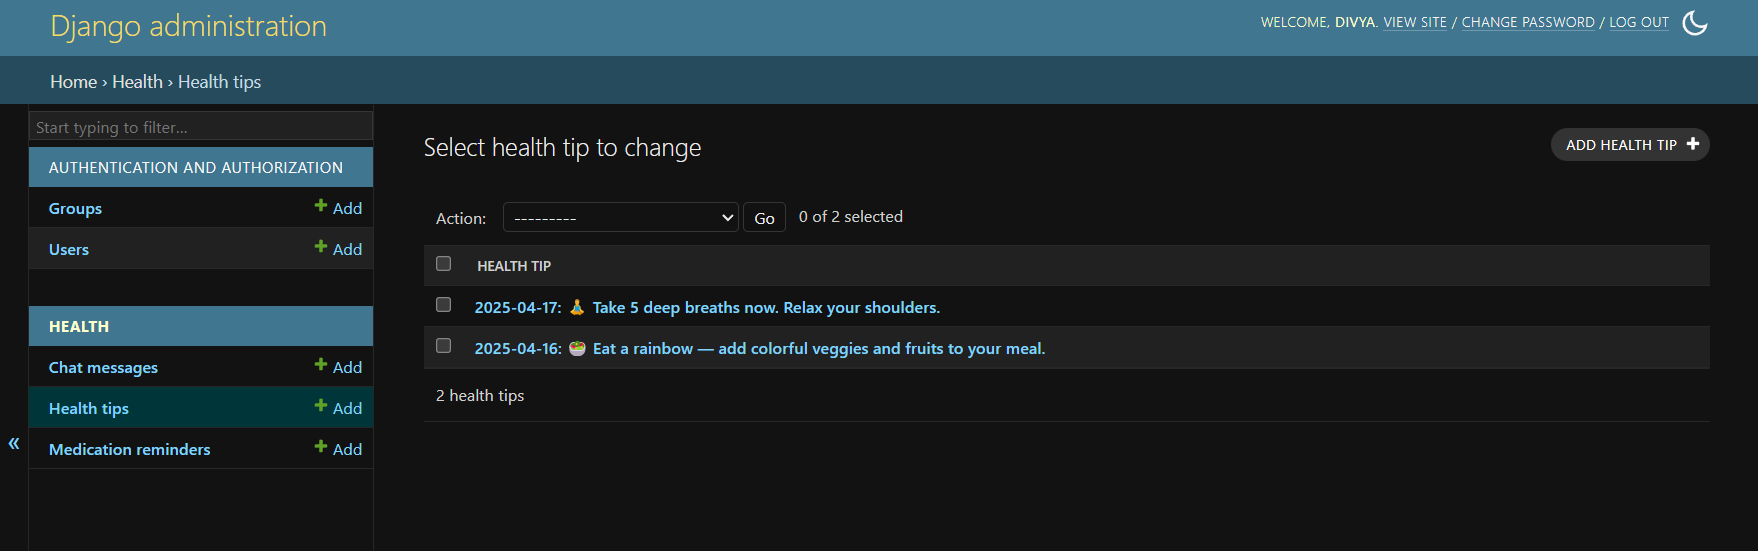 Django administration
WELCOME, DIVYA. VIEW SITE / CHANGE PASSWORD / LOG OUT
Home › Health › Health tips
Start typing to filter...
AUTHENTICATION AND AUTHORIZATION
Groups + Add
Users + Add
HEALTH
Chat messages + Add
Health tips + Add
Medication reminders + Add
«
Select health tip to change
ADD HEALTH TIP +
Action: --------- Go 0 of 2 selected
HEALTH TIP
2025-04-17: 🧘 Take 5 deep breaths now. Relax your shoulders.
2025-04-16: 🥗 Eat a rainbow — add colorful veggies and fruits to your meal.
2 health tips